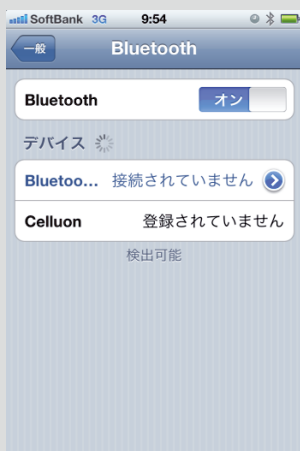 SoftBank 3G 9:54
一般 Bluetooth
Bluetooth オン
デバイス
Bluetoo... 接続されていません
Celluon 登録されていません
検出可能